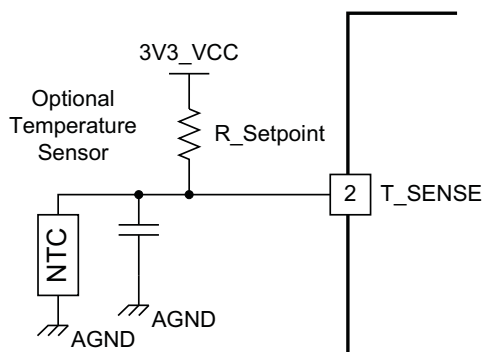 3V3_VCC
Optional
Temperature
Sensor
R_Setpoint
2
T_SENSE
NTC
AGND
AGND